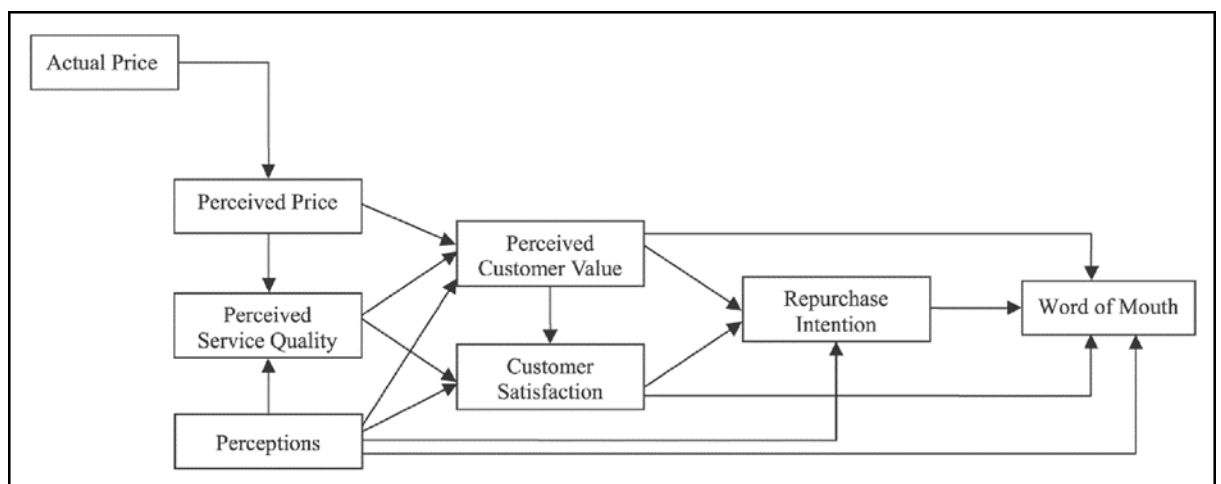 Actual Price
Perceived Price
Perceived
Service Quality
Perceptions
Perceived
Customer Value
Customer
Satisfaction
Repurchase
Intention
Word of Mouth